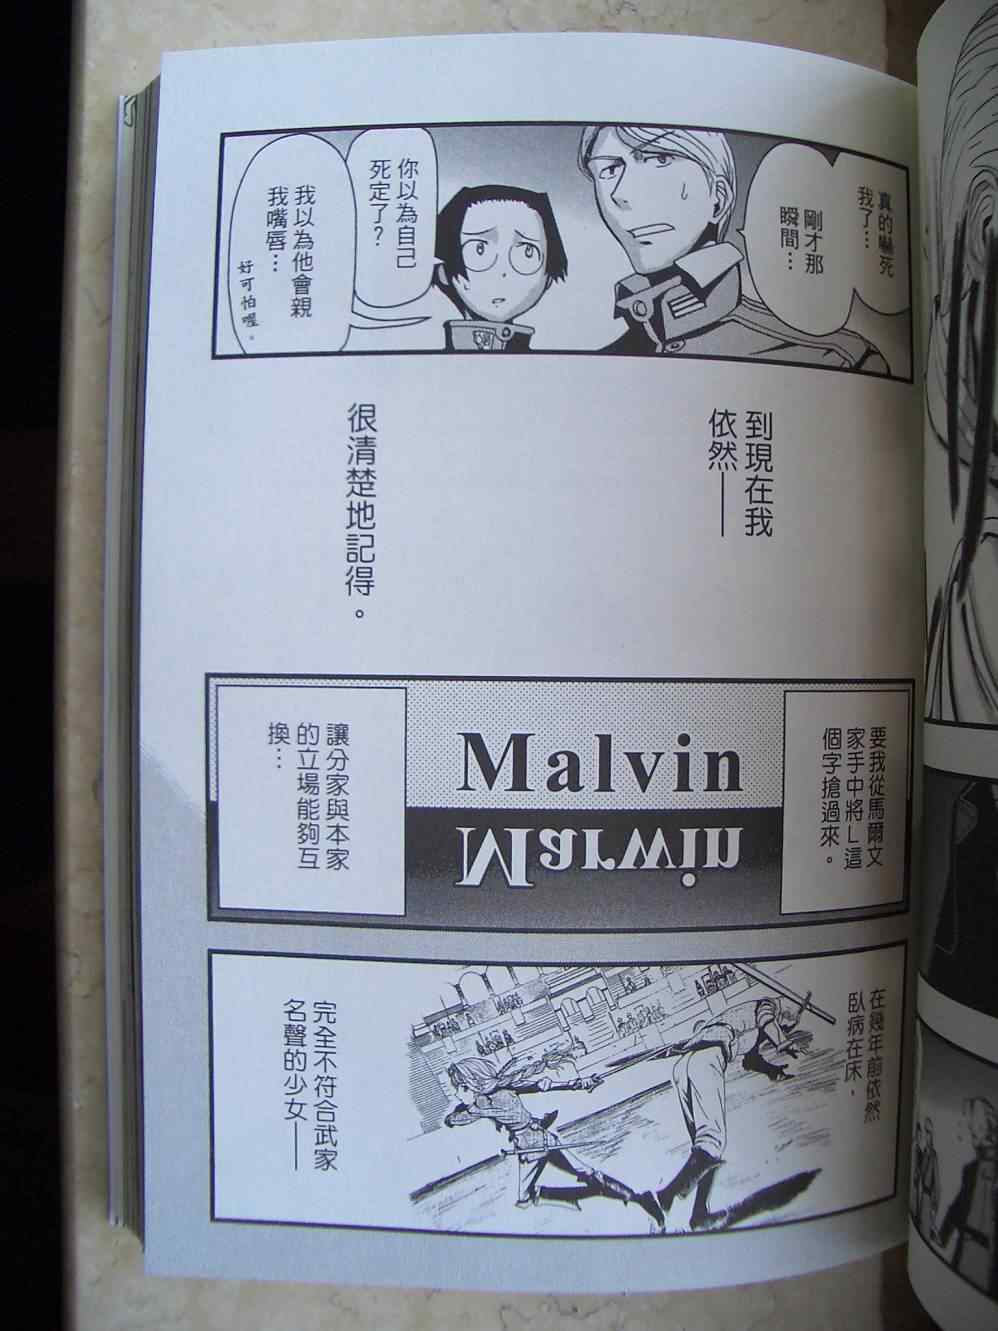 真的嚇死
我了…
剛才那
瞬間…
你以為自己
死定了？
我以為他會親
我嘴唇…
好可怕喔。
到現在我
依然──
很清楚地記得。
要我從馬爾文
家手中將L這
個字搶過來。
Malvin
Marwin
讓分家與本家
的立場能夠互
換…
在幾年前依然
臥病在床，
完全不符合武家
名聲的少女──